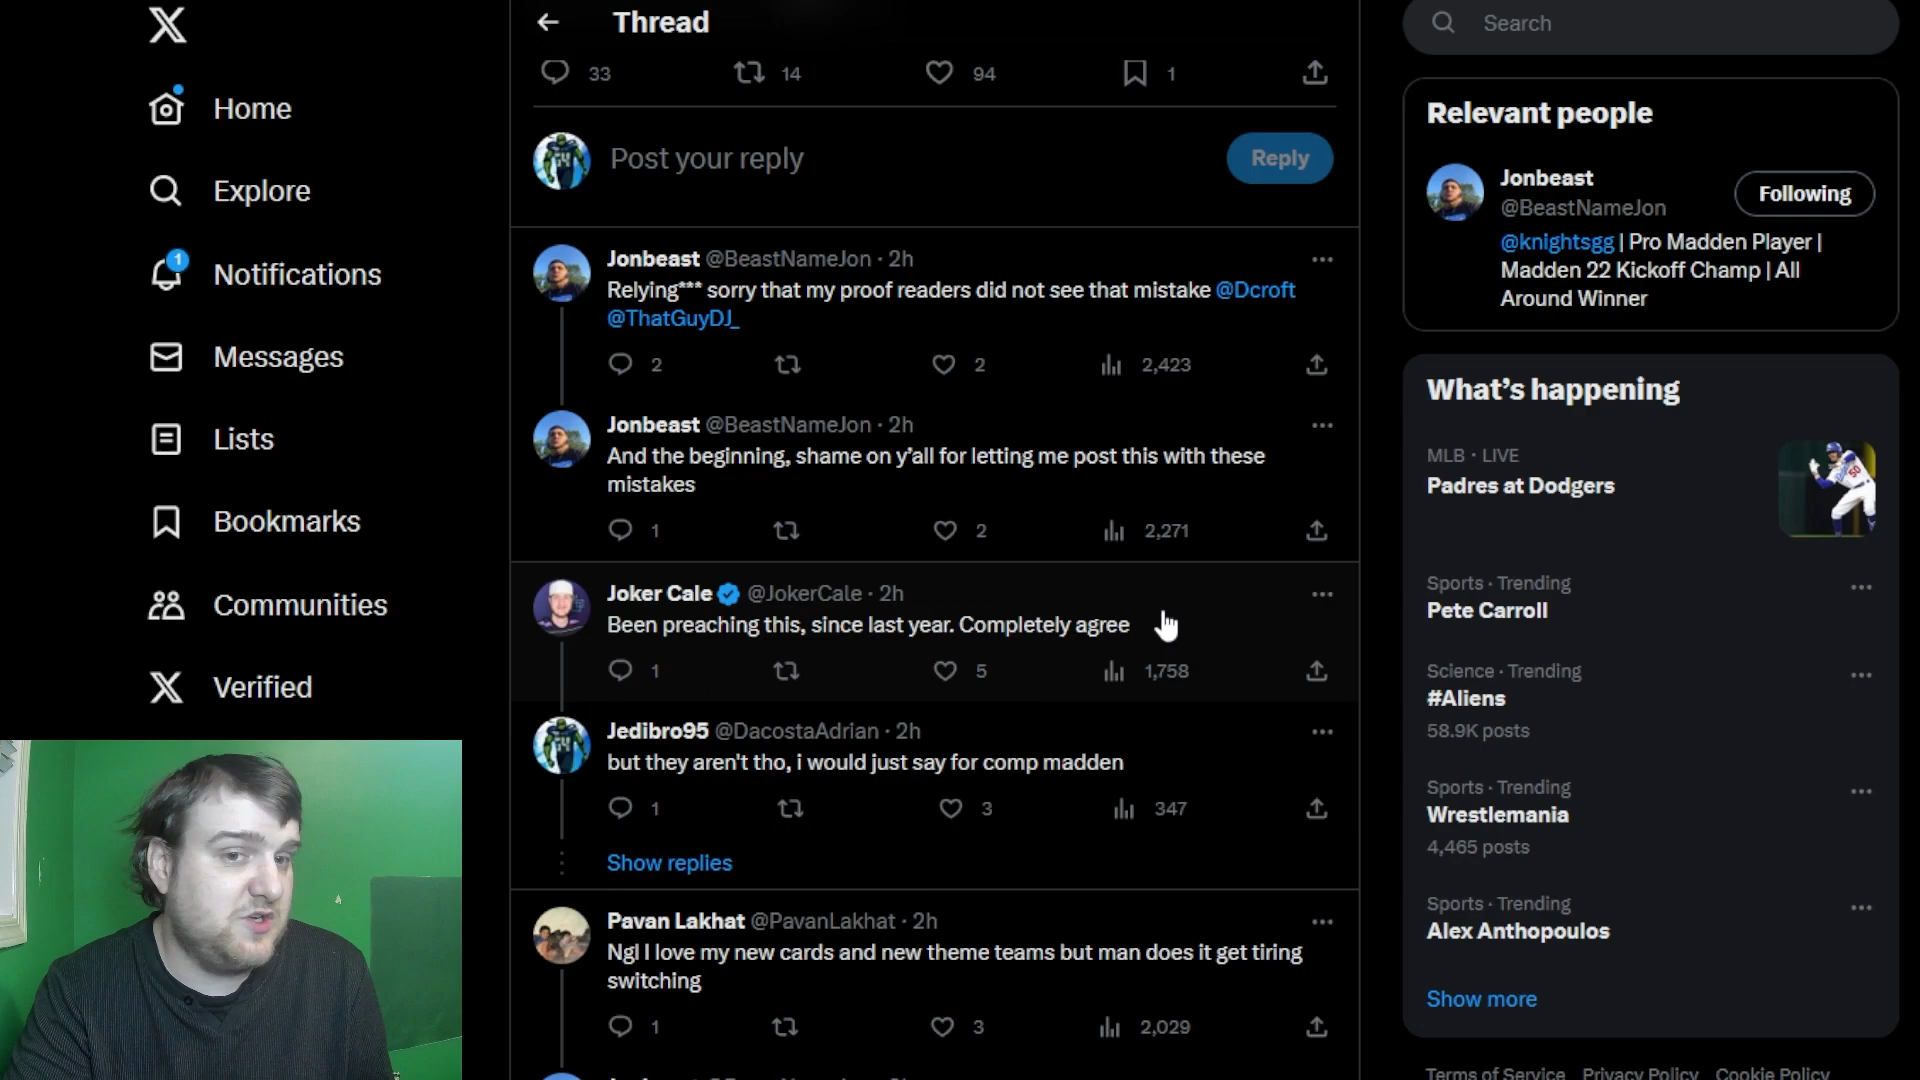 Thread
33 14 94 1
Post your reply
Reply
Home
Explore
1
Notifications
Messages
Lists
Bookmarks
Communities
Verified
Jonbeast @BeastNameJon · 2h
Relying*** sorry that my proof readers did not see that mistake @Dcroft
@ThatGuyDJ_
2 2 2,423
Jonbeast @BeastNameJon · 2h
And the beginning, shame on y'all for letting me post this with these
mistakes
1 2 2,271
Joker Cale @JokerCale · 2h
Been preaching this, since last year. Completely agree
1 5 1,758
Jedibro95 @DacostaAdrian · 2h
but they aren't tho, i would just say for comp madden
1 3 347
Show replies
Pavan Lakhat @PavanLakhat · 2h
Ngl I love my new cards and new theme teams but man does it get tiring
switching
1 3 2,029
Search
Relevant people
Jonbeast
@BeastNameJon
Following
@knightsgg | Pro Madden Player |
Madden 22 Kickoff Champ | All
Around Winner
What's happening
MLB · LIVE
Padres at Dodgers
50
Sports · Trending
Pete Carroll
Science · Trending
#Aliens
58.9K posts
Sports · Trending
Wrestlemania
4,465 posts
Sports · Trending
Alex Anthopoulos
Show more
Terms of Service Privacy Policy Cookie Policy